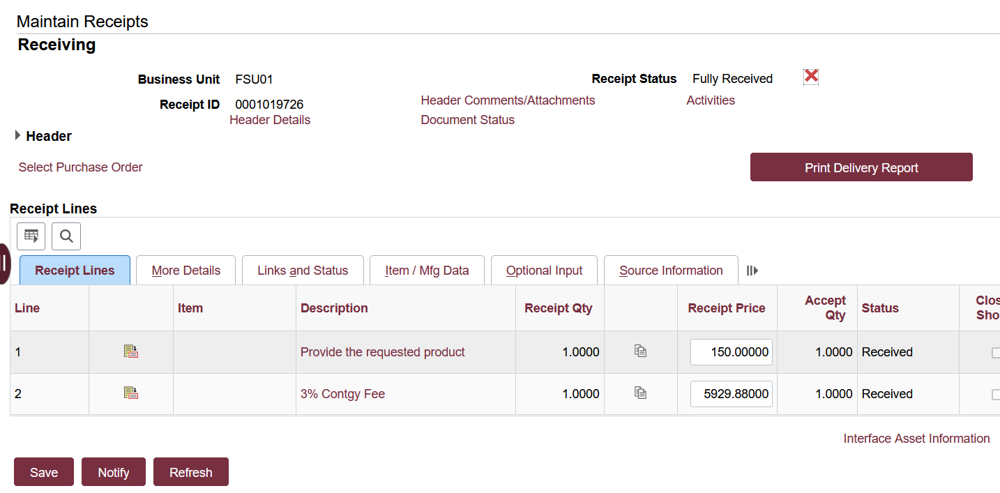 Maintain Receipts
Receiving
Business Unit FSU01 Receipt Status Fully Received
Receipt ID 0001019726 Header Comments/Attachments Activities
Header Details Document Status
Header
Select Purchase Order Print Delivery Report
Receipt Lines
Receipt Lines More Details Links and Status Item / Mfg Data Optional Input Source Information
Line Item Description Receipt Qty Receipt Price Accept Qty Status Clos Sho
1 Provide the requested product 1.0000 150.00000 1.0000 Received
2 3% Contgy Fee 1.0000 5929.88000 1.0000 Received
Interface Asset Information
Save Notify Refresh